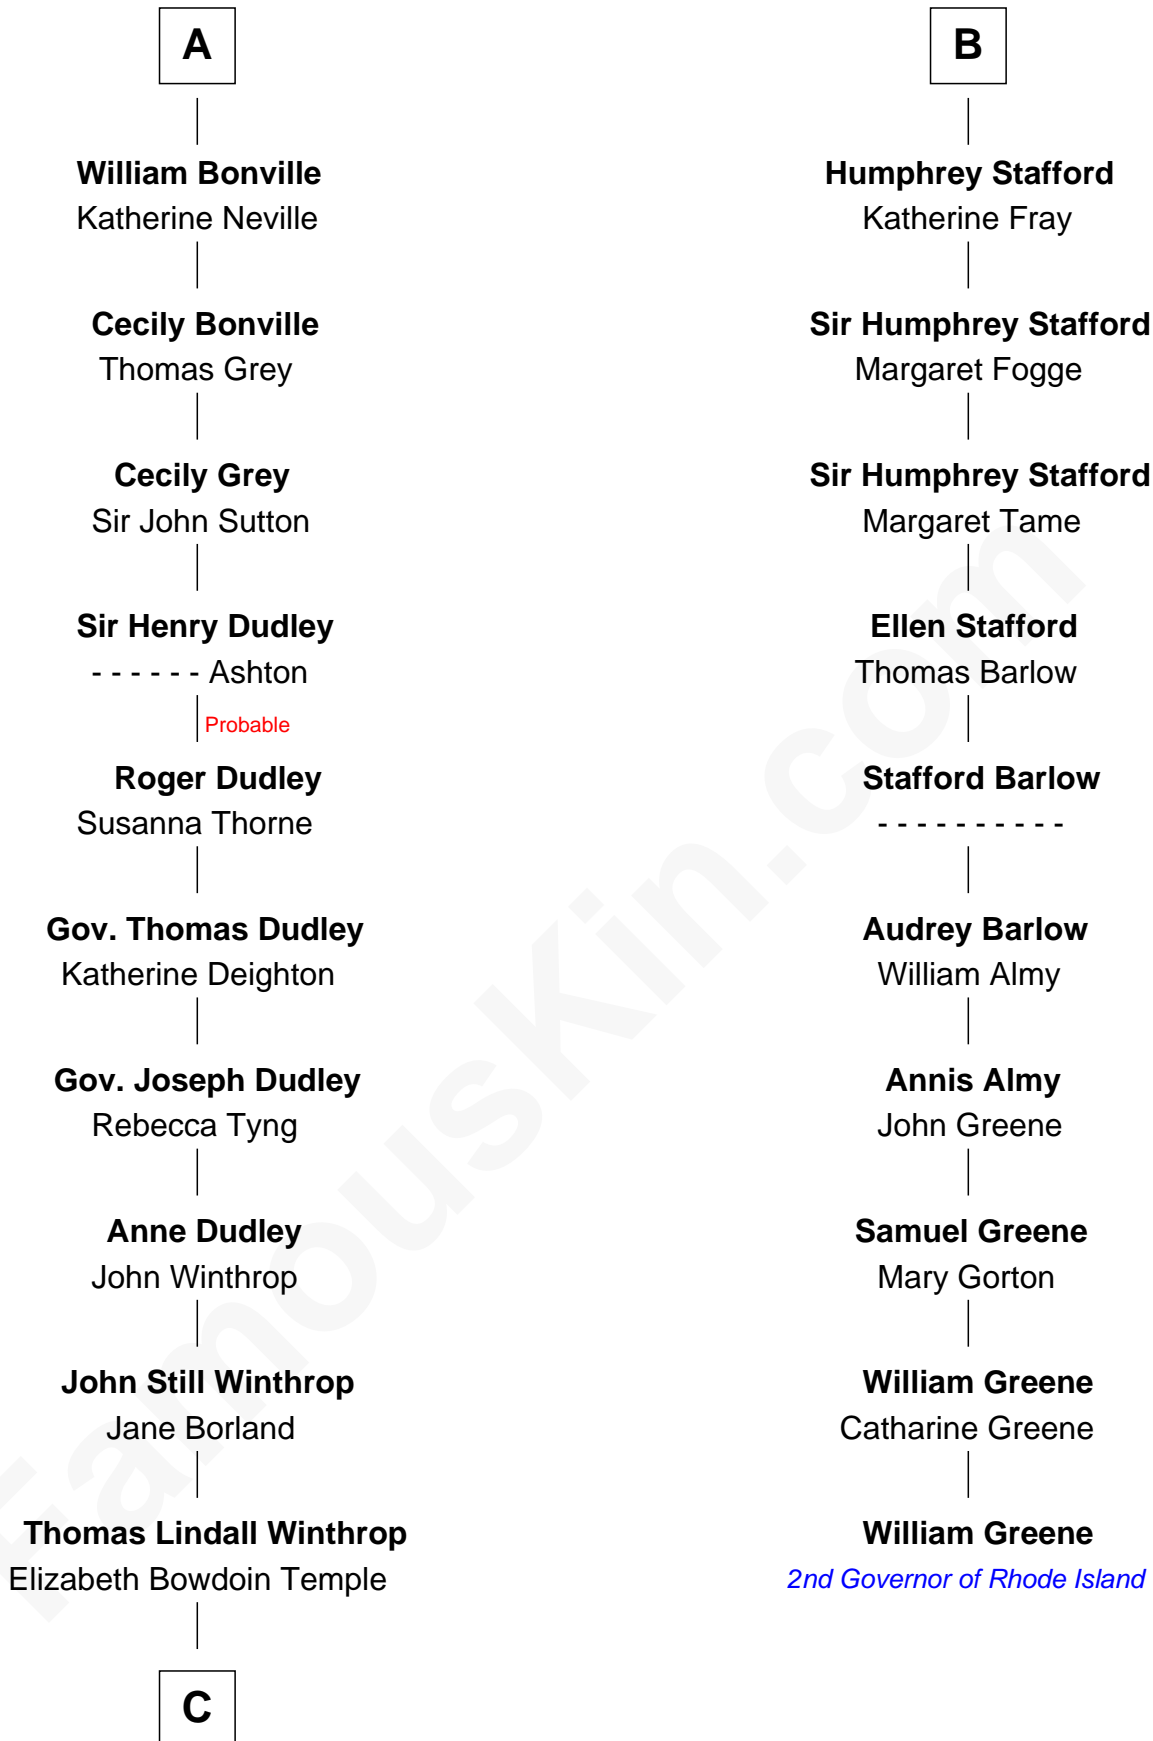 A
William Bonville
Katherine Neville
Cecily Bonville
Thomas Grey
Cecily Grey
Sir John Sutton
Sir Henry Dudley
- - - - - - Ashton
Probable
Roger Dudley
Susanna Thorne
Gov. Thomas Dudley
Katherine Deighton
Gov. Joseph Dudley
Rebecca Tyng
Anne Dudley
John Winthrop
John Still Winthrop
Jane Borland
Thomas Lindall Winthrop
Elizabeth Bowdoin Temple
C
B
Humphrey Stafford
Katherine Fray
Sir Humphrey Stafford
Margaret Fogge
Sir Humphrey Stafford
Margaret Tame
Ellen Stafford
Thomas Barlow
Stafford Barlow
- - - - - - - - - -
Audrey Barlow
William Almy
Annis Almy
John Greene
Samuel Greene
Mary Gorton
William Greene
Catharine Greene
William Greene
2nd Governor of Rhode Island
FamousKin.com